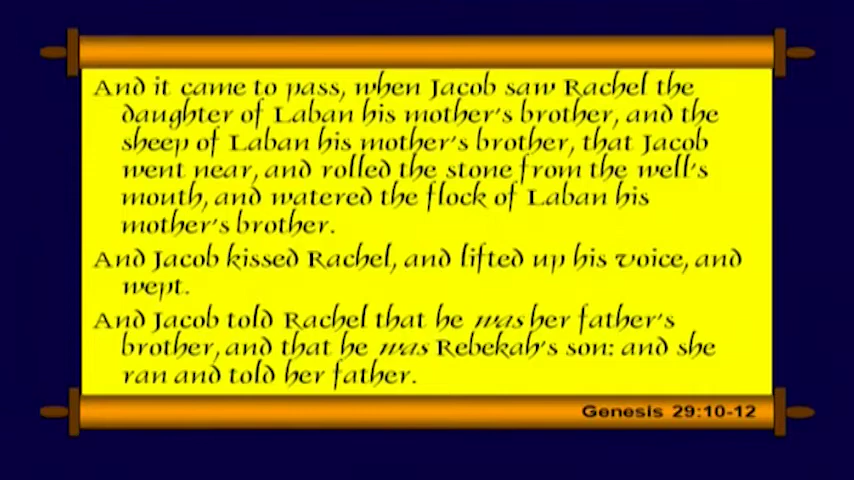 And it came to pass, when Jacob saw Rachel the
daughter of Laban his mother's brother, and the
sheep of Laban his mother's brother, that Jacob
went near, and rolled the stone from the well's
mouth, and watered the flock of Laban his
mother's brother.
And Jacob kissed Rachel, and lifted up his voice, and
wept.
And Jacob told Rachel that he was her father's
brother, and that he was Rebekah's son: and she
ran and told her father.
Genesis 29:10-12